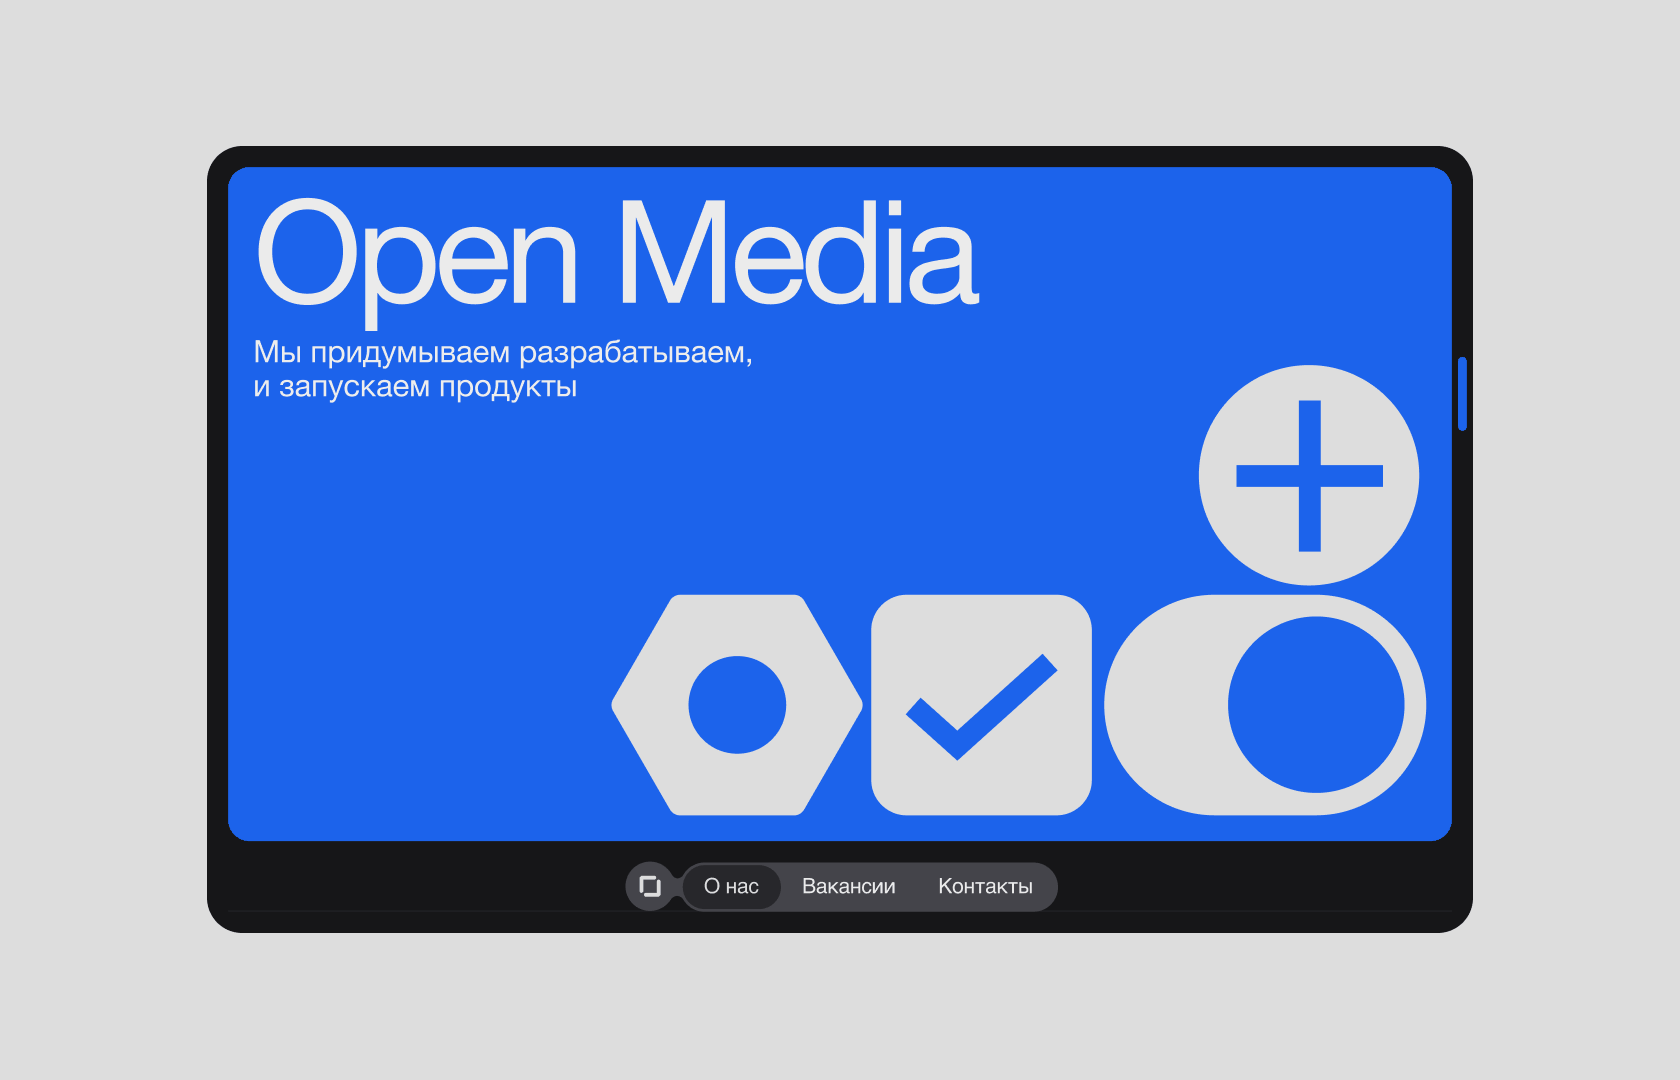 Open Media
Мы придумываем разрабатываем,
и запускаем продукты
О нас
Вакансии
Контакты